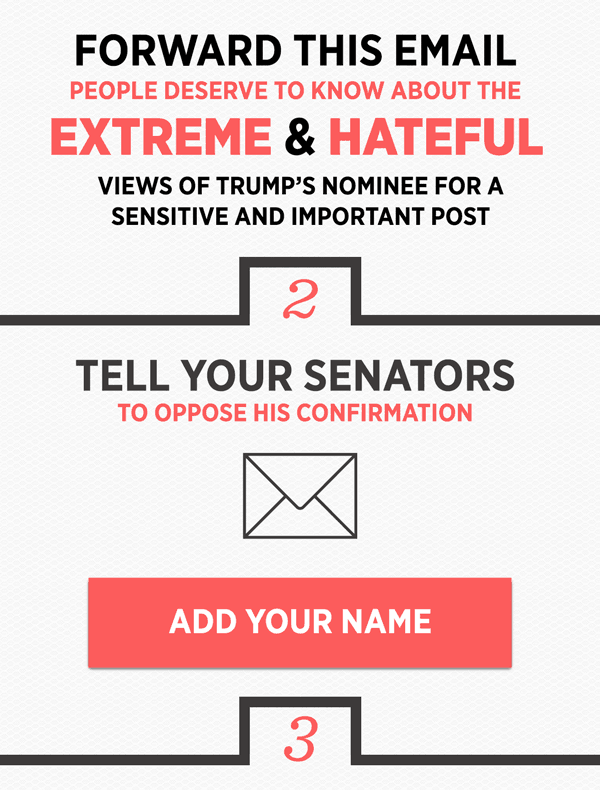 FORWARD THIS EMAIL
PEOPLE DESERVE TO KNOW ABOUT THE
EXTREME & HATEFUL
VIEWS OF TRUMP'S NOMINEE FOR A
SENSITIVE AND IMPORTANT POST
2
TELL YOUR SENATORS
TO OPPOSE HIS CONFIRMATION
ADD YOUR NAME
3